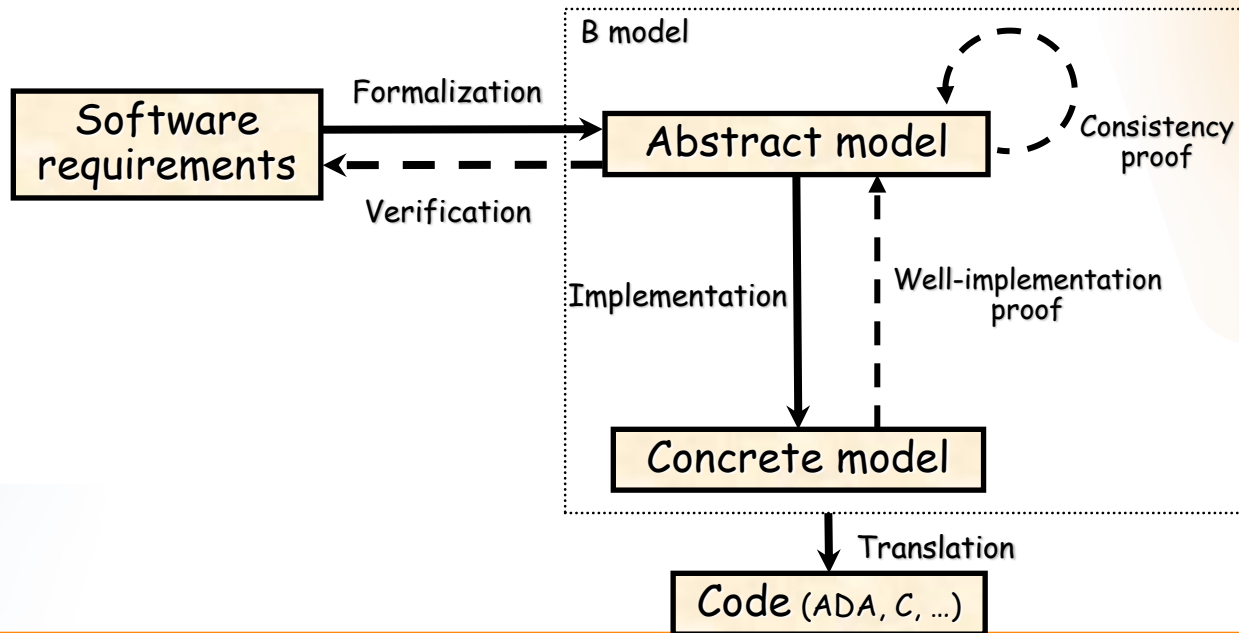 B model
Formalization
Software
requirements
Abstract model
Consistency
proof
Verification
Implementation
Well-implementation
proof
Concrete model
Translation
Code (ADA, C, ...)